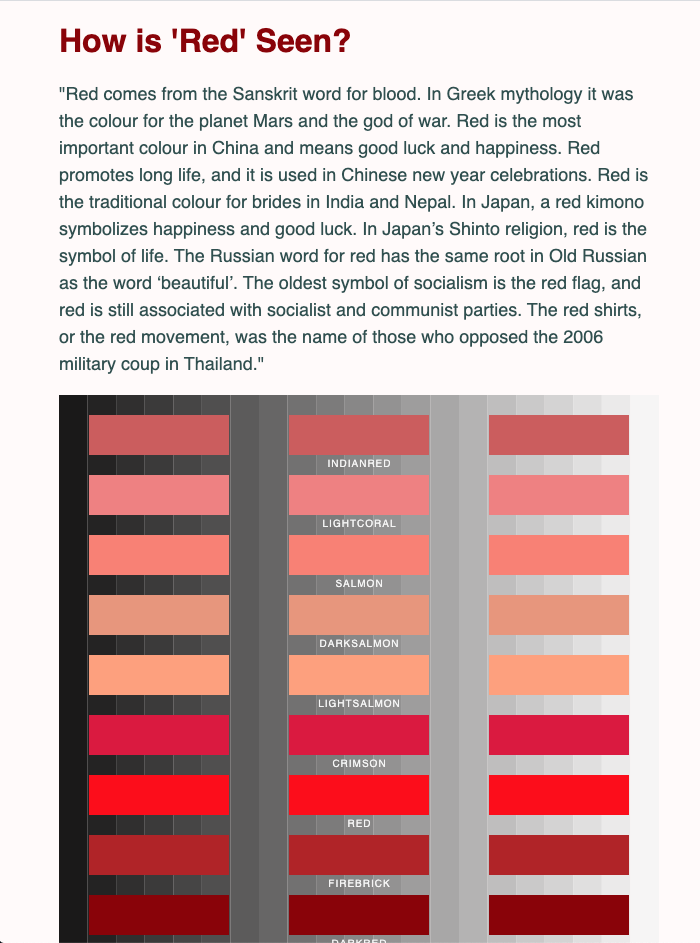 How is 'Red' Seen?
"Red comes from the Sanskrit word for blood. In Greek mythology it was
the colour for the planet Mars and the god of war. Red is the most
important colour in China and means good luck and happiness. Red
promotes long life, and it is used in Chinese new year celebrations. Red is
the traditional colour for brides in India and Nepal. In Japan, a red kimono
symbolizes happiness and good luck. In Japan’s Shinto religion, red is the
symbol of life. The Russian word for red has the same root in Old Russian
as the word ‘beautiful’. The oldest symbol of socialism is the red flag, and
red is still associated with socialist and communist parties. The red shirts,
or the red movement, was the name of those who opposed the 2006
military coup in Thailand."
INDIANRED
LIGHTCORAL
SALMON
DARKSALMON
LIGHTSALMON
CRIMSON
RED
FIREBRICK
DARKRED